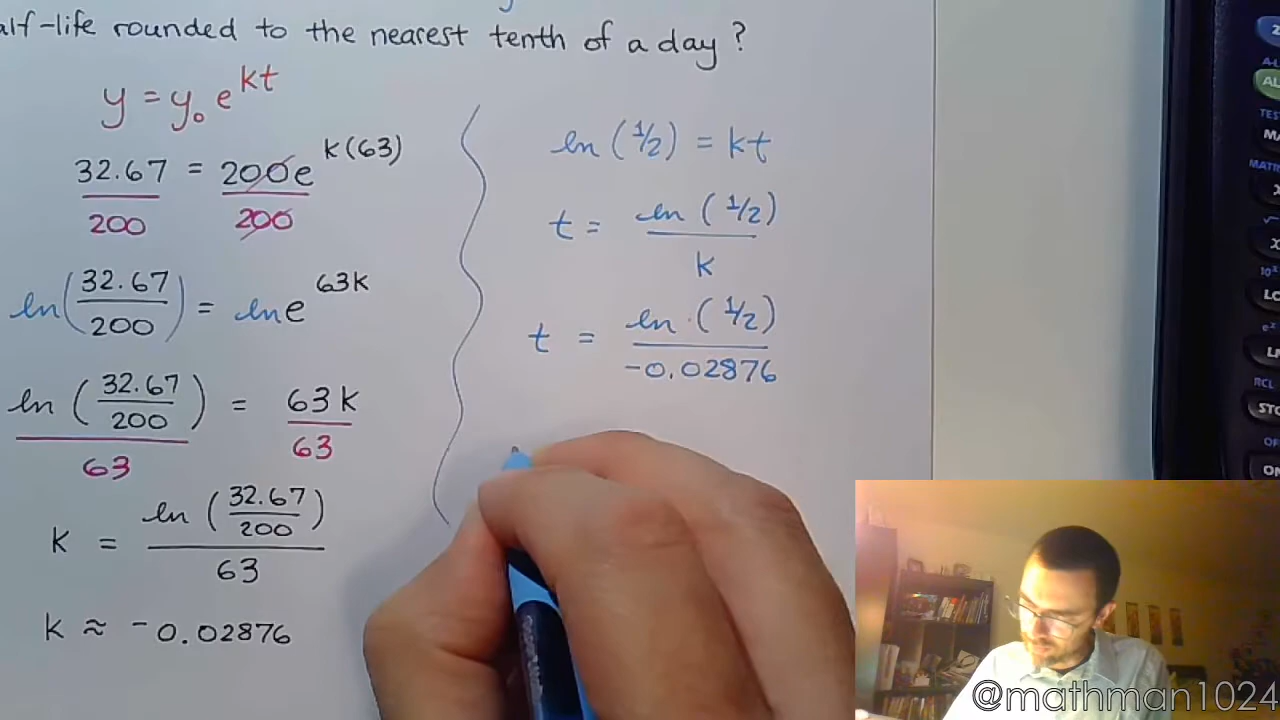 alf-life rounded to the nearest tenth of a day?
y = y₀ e^kt
32.67 = 200e^k(63)
200 200
ln(32.67/200) = ln e^63k
ln (32.67/200) = 63k
63 63
k = ln (32.67/200)
63
k ≈ -0.02876
ln (1/2) = kt
t = ln (1/2)
k
t = ln (1/2)
-0.02876
@mathman1024